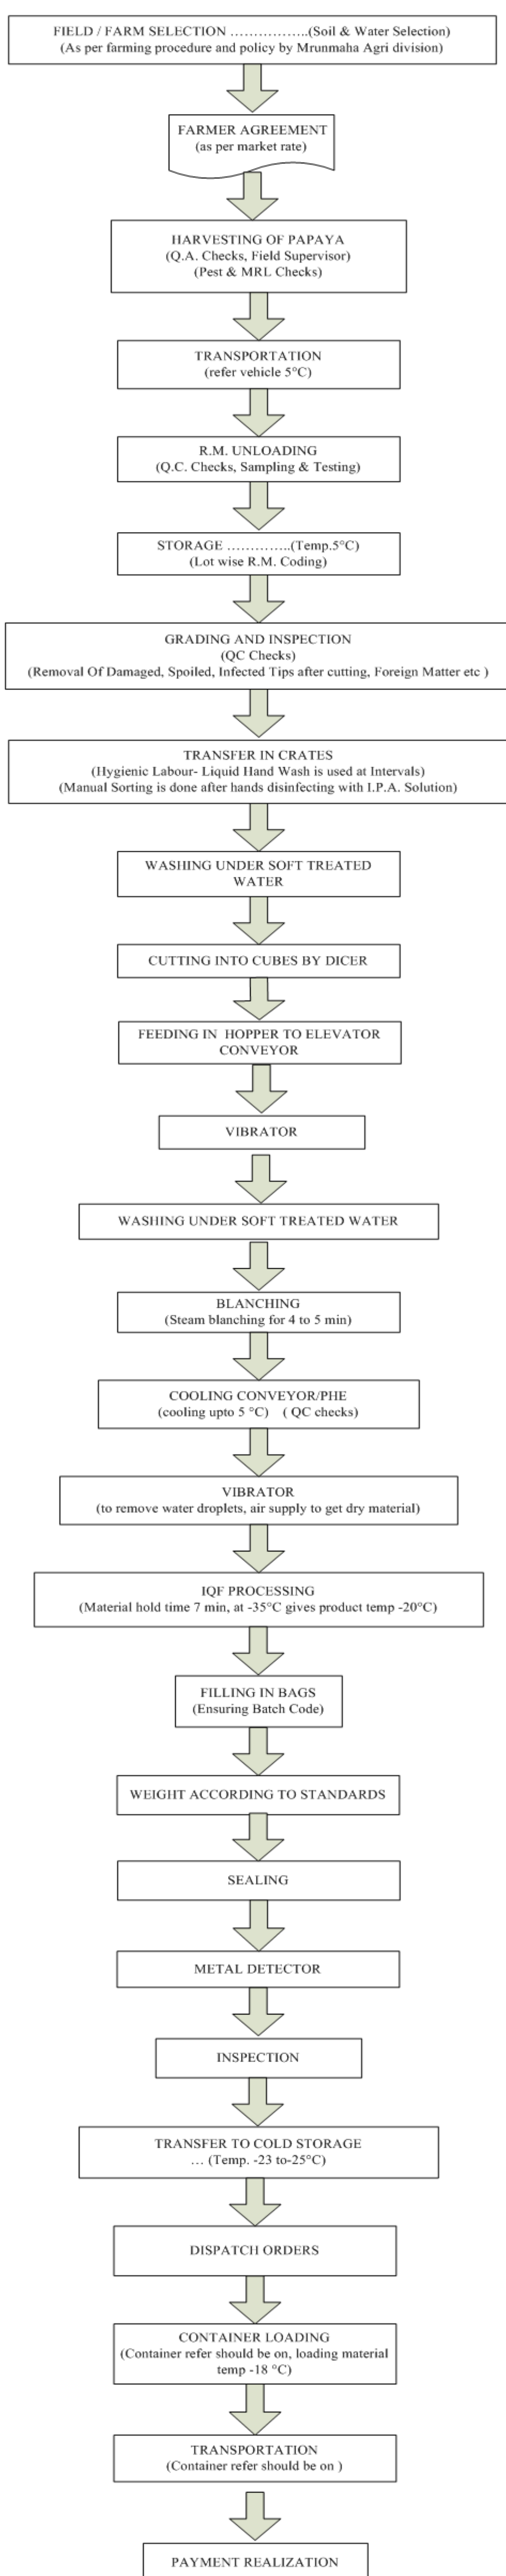 FIELD / FARM SELECTION ……………..(Soil & Water Selection)
(As per farming procedure and policy by Mrunmaha Agri division)
FARMER AGREEMENT
(as per market rate)
HARVESTING OF PAPAYA
(Q.A. Checks, Field Supervisor)
(Pest & MRL Checks)
TRANSPORTATION
(refer vehicle 5°C)
R.M. UNLOADING
(Q.C. Checks, Sampling & Testing)
STORAGE …………..(Temp.5°C)
(Lot wise R.M. Coding)
GRADING AND INSPECTION
(QC Checks)
(Removal Of Damaged, Spoiled, Infected Tips after cutting, Foreign Matter etc )
TRANSFER IN CRATES
(Hygienic Labour- Liquid Hand Wash is used at Intervals)
(Manual Sorting is done after hands disinfecting with I.P.A. Solution)
WASHING UNDER SOFT TREATED
WATER
CUTTING INTO CUBES BY DICER
FEEDING IN HOPPER TO ELEVATOR
CONVEYOR
VIBRATOR
WASHING UNDER SOFT TREATED WATER
BLANCHING
(Steam blanching for 4 to 5 min)
COOLING CONVEYOR/PHE
(cooling upto 5 °C) ( QC checks)
VIBRATOR
(to remove water droplets, air supply to get dry material)
IQF PROCESSING
(Material hold time 7 min, at -35°C gives product temp -20°C)
FILLING IN BAGS
(Ensuring Batch Code)
WEIGHT ACCORDING TO STANDARDS
SEALING
METAL DETECTOR
INSPECTION
TRANSFER TO COLD STORAGE
… (Temp. -23 to-25°C)
DISPATCH ORDERS
CONTAINER LOADING
(Container refer should be on, loading material
temp -18 °C)
TRANSPORTATION
(Container refer should be on )
PAYMENT REALIZATION